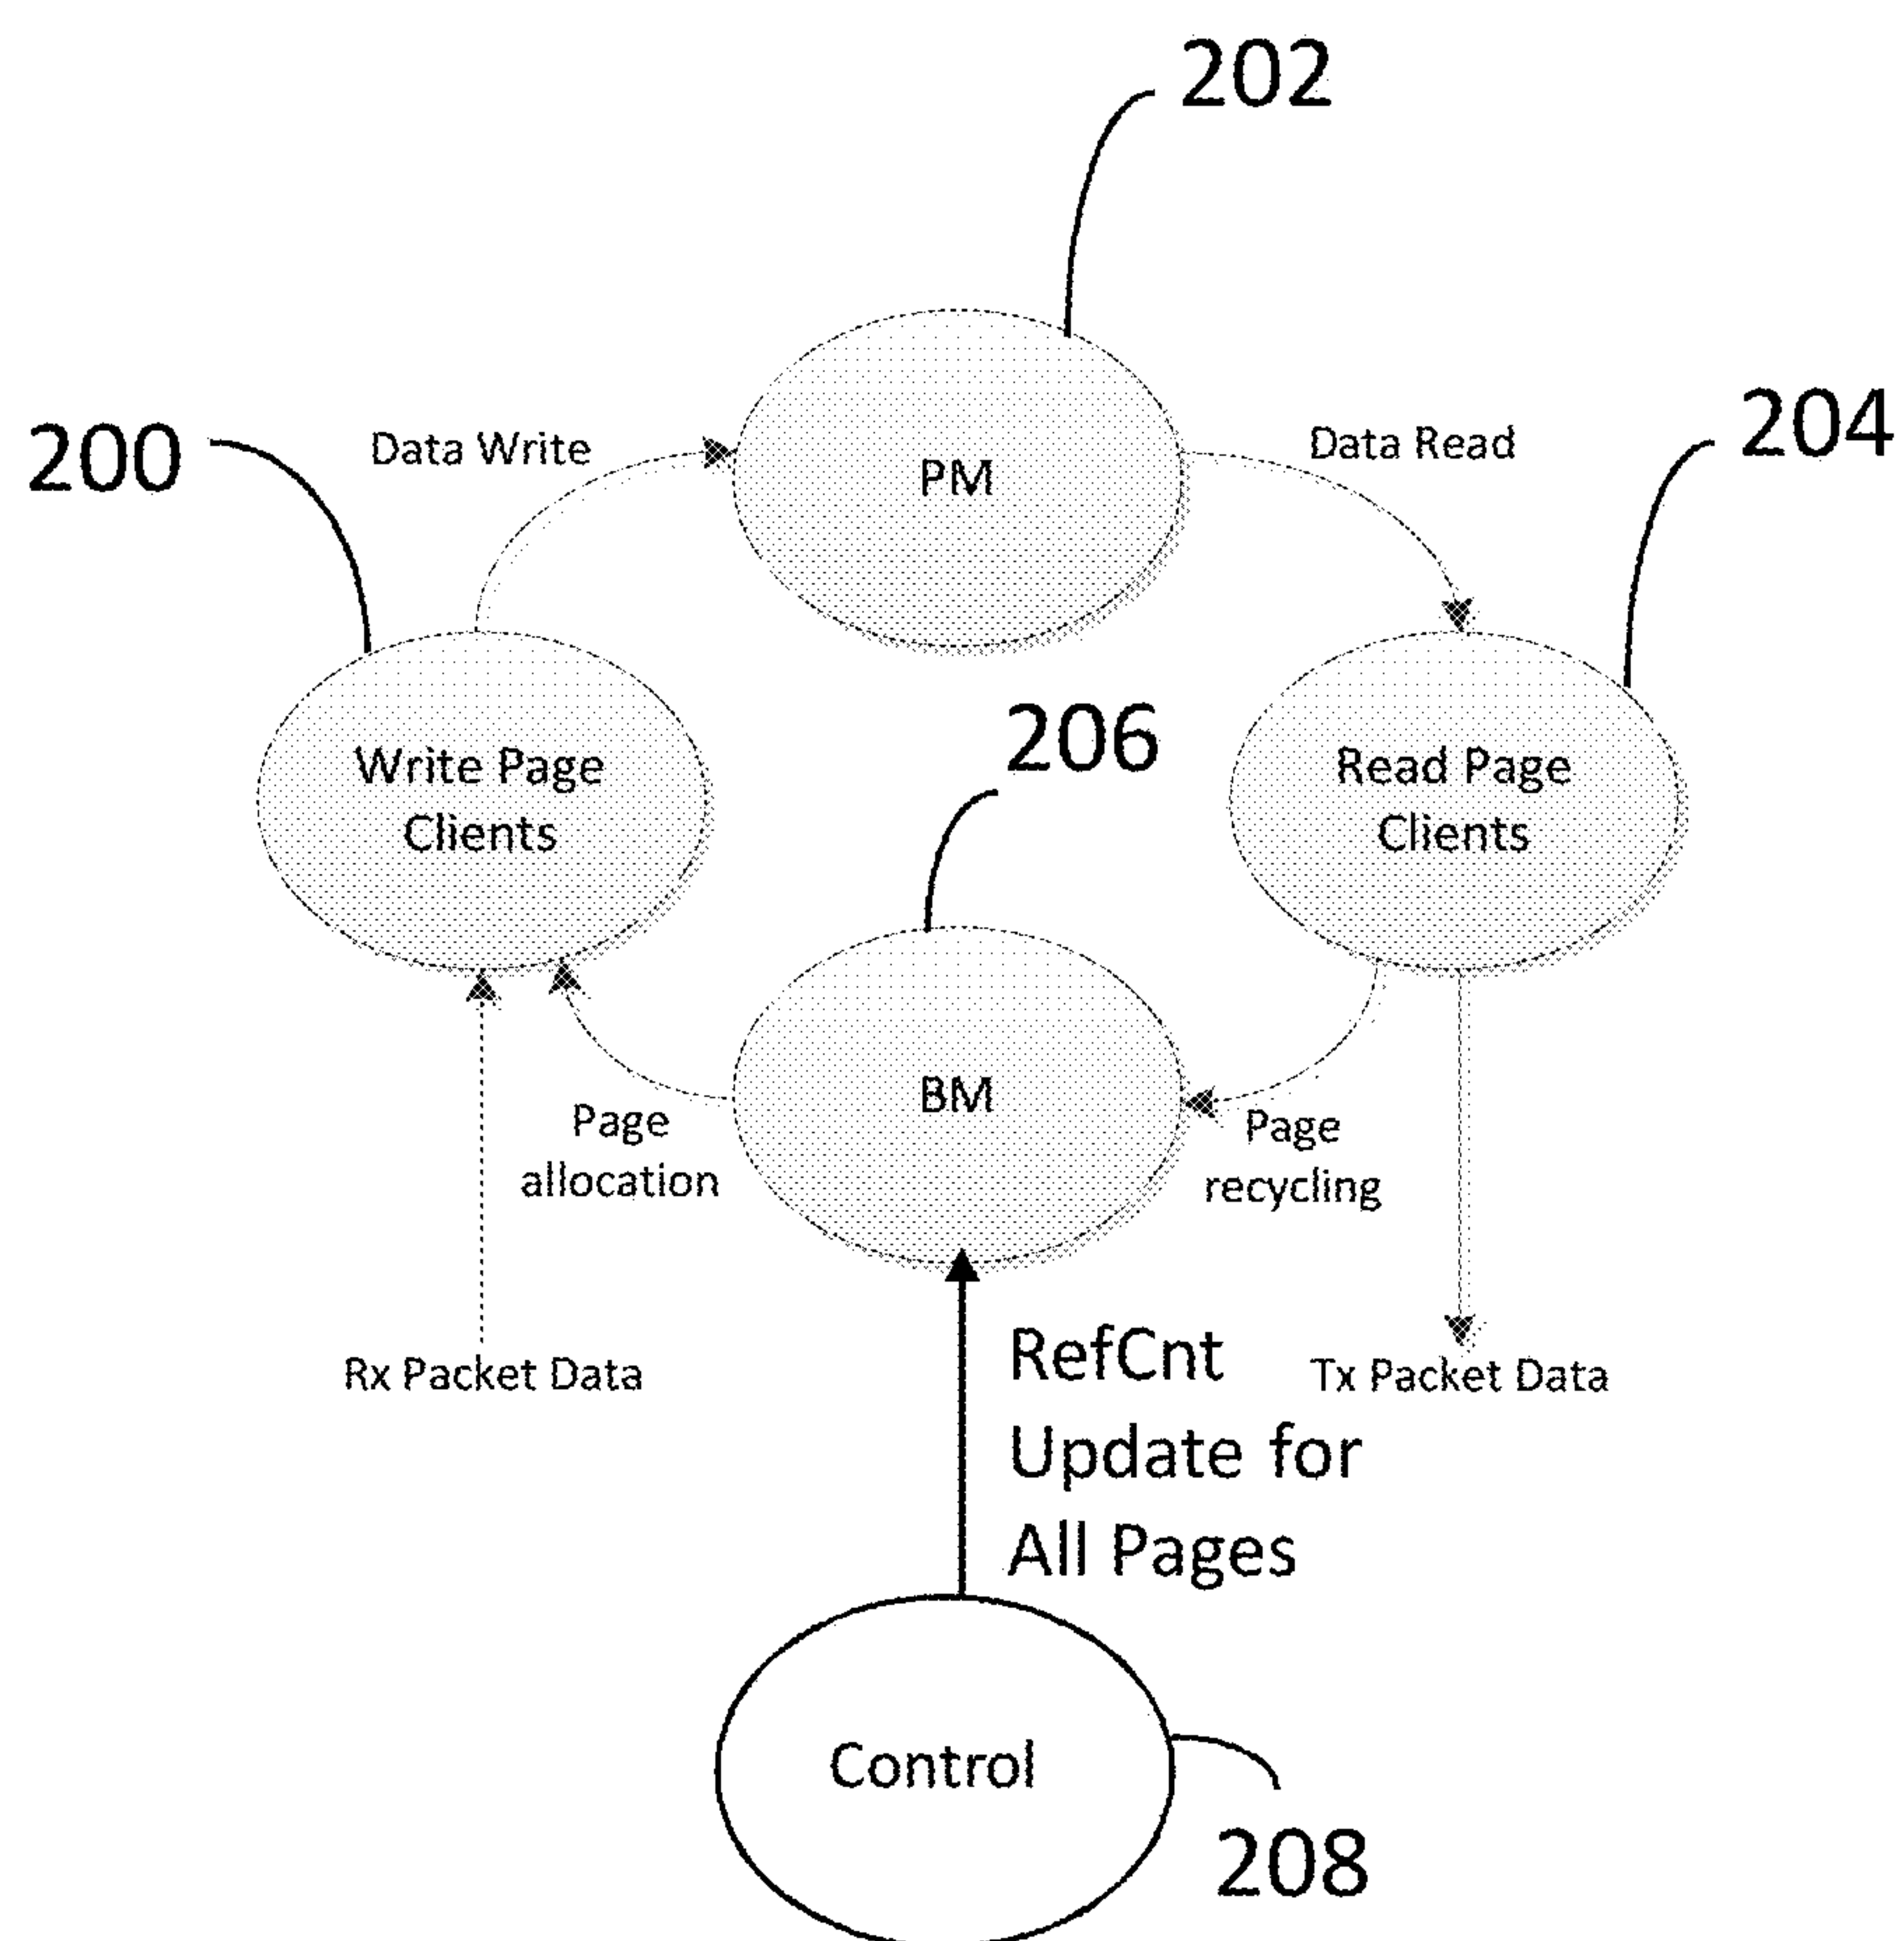 202
204
200
Data Write
Data Read
PM
206
Write Page
Clients
Read Page
Clients
BM
Page
allocation
Page
recycling
Rx Packet Data
RefCnt
Update for
All Pages
Tx Packet Data
Control
208